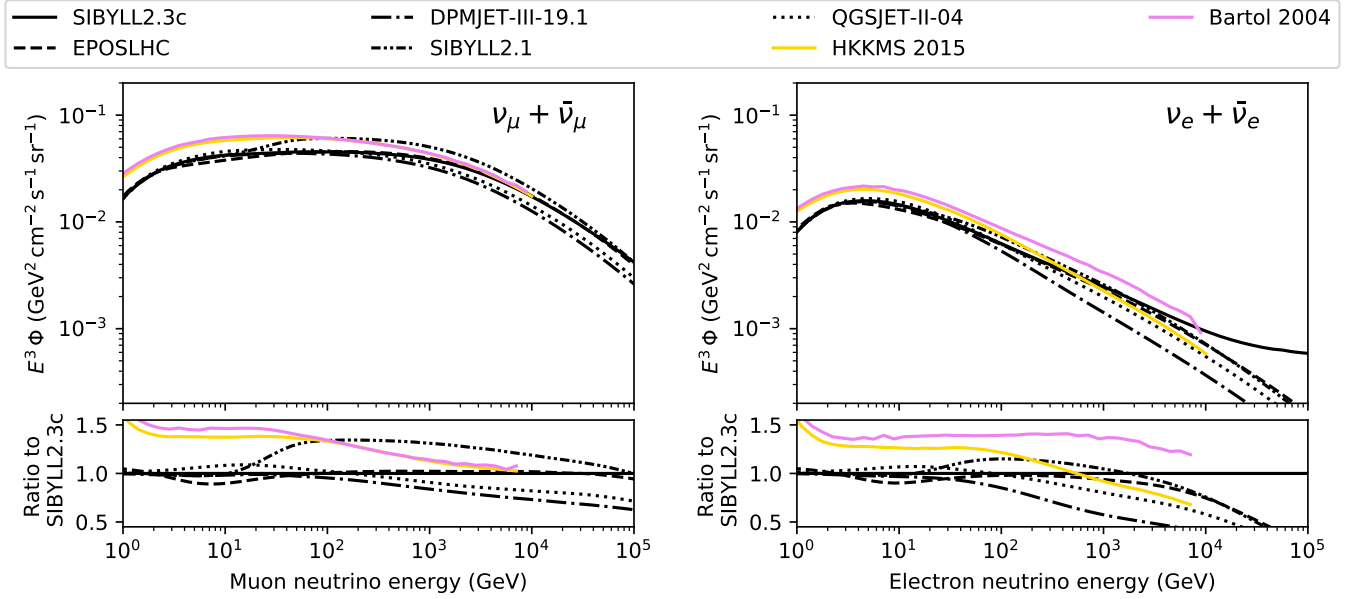 SIBYLL2.3c DPMJET-III-19.1 QGSJET-II-04 Bartol 2004
EPOSLHC SIBYLL2.1 HKKMS 2015
νμ + ν̄μ
E³ Φ (GeV² cm⁻² s⁻¹ sr⁻¹)
10⁻¹
10⁻²
10⁻³
Ratio to
SIBYLL2.3c
1.5
1.0
0.5
10⁰ 10¹ 10² 10³ 10⁴ 10⁵
Muon neutrino energy (GeV)
νe + ν̄e
E³ Φ (GeV² cm⁻² s⁻¹ sr⁻¹)
10⁻¹
10⁻²
10⁻³
Ratio to
SIBYLL2.3c
1.5
1.0
0.5
10⁰ 10¹ 10² 10³ 10⁴ 10⁵
Electron neutrino energy (GeV)